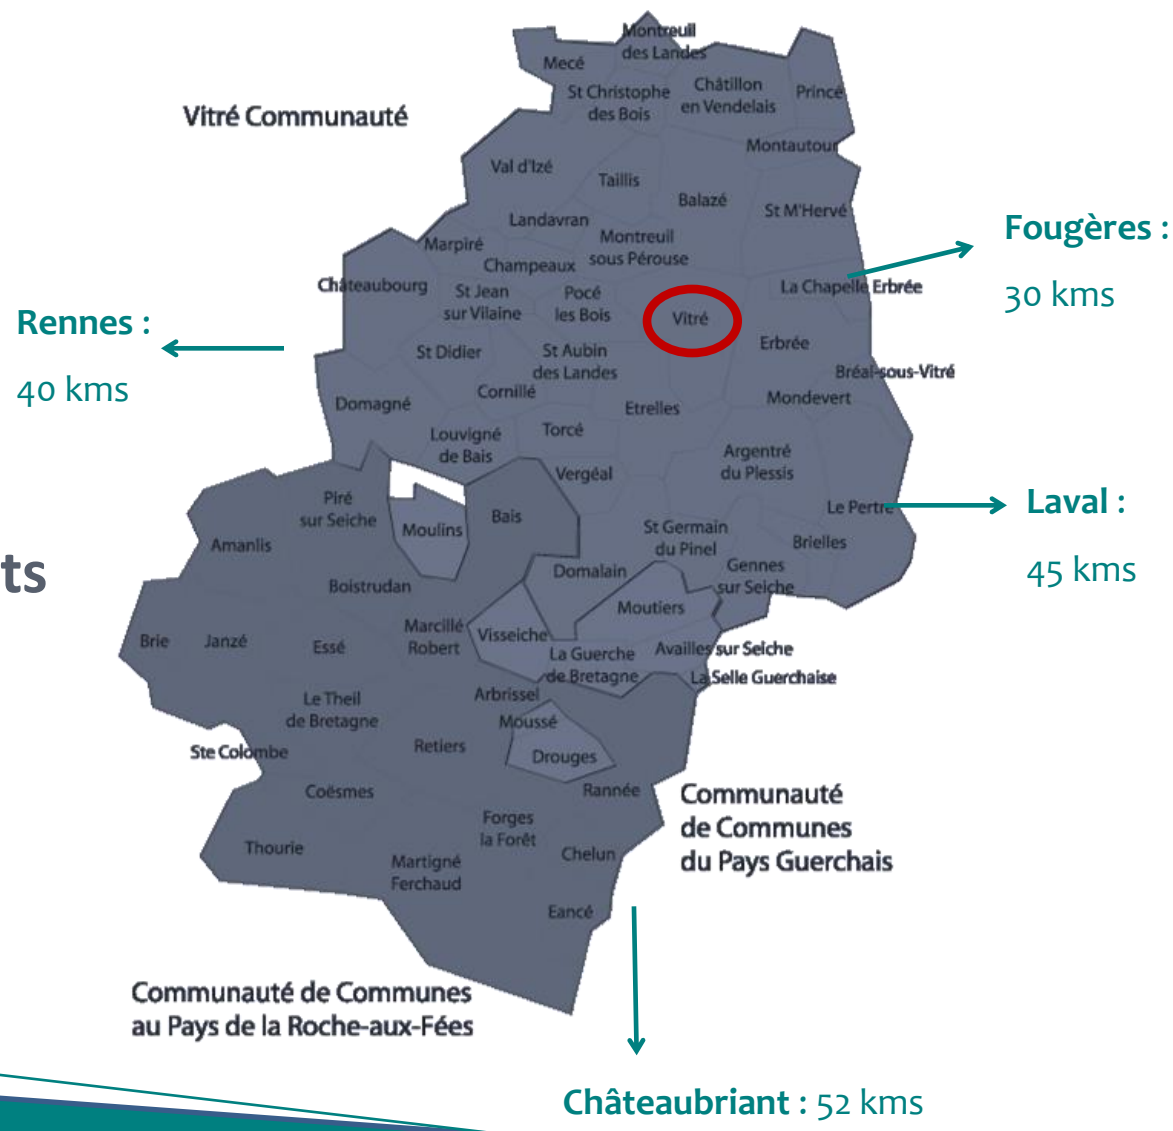 Montreuil
des Landes
Mecé
St Christophe
des Bois
Châtillon
en Vendelais
Princé
Vitré Communauté
Montautour
Val d'Izé
Taillis
Balazé
St M'Hervé
Landavran
Marpiré
Montreuil
sous Pérouse
Champeaux
Fougères :
30 kms
Châteaubourg
St Jean
sur Vilaine
Pocé
les Bois
La Chapelle Erbrée
Vitré
Rennes :
40 kms
St Didier
St Aubin
des Landes
Erbrée
Bréal-sous-Vitré
Cornillé
Domagné
Etrelles
Mondevert
Louvigné
de Bais
Torcé
Vergéal
Argentré
du Plessis
Piré
sur Seiche
Moulins
Bais
Le Pertre
Laval :
45 kms
Amanlis
St Germain
du Pinel
Brielles
ts
Boistrudan
Domalain
Gennes
sur Seiche
Moutiers
Brie
Janzé
Essé
Marcillé
Robert
Visseiche
La Guerche
de Bretagne
Availles sur Seiche
La Selle Guerchaise
Le Theil
de Bretagne
Arbrissel
Moussé
Ste Colombe
Retiers
Drouges
Coësmes
Rannée
Communauté
de Communes
du Pays Guerchais
Forges
la Forêt
Thourie
Martigné
Ferchaud
Chelun
Eancé
Communauté de Communes
au Pays de la Roche-aux-Fées
Châteaubriant : 52 kms